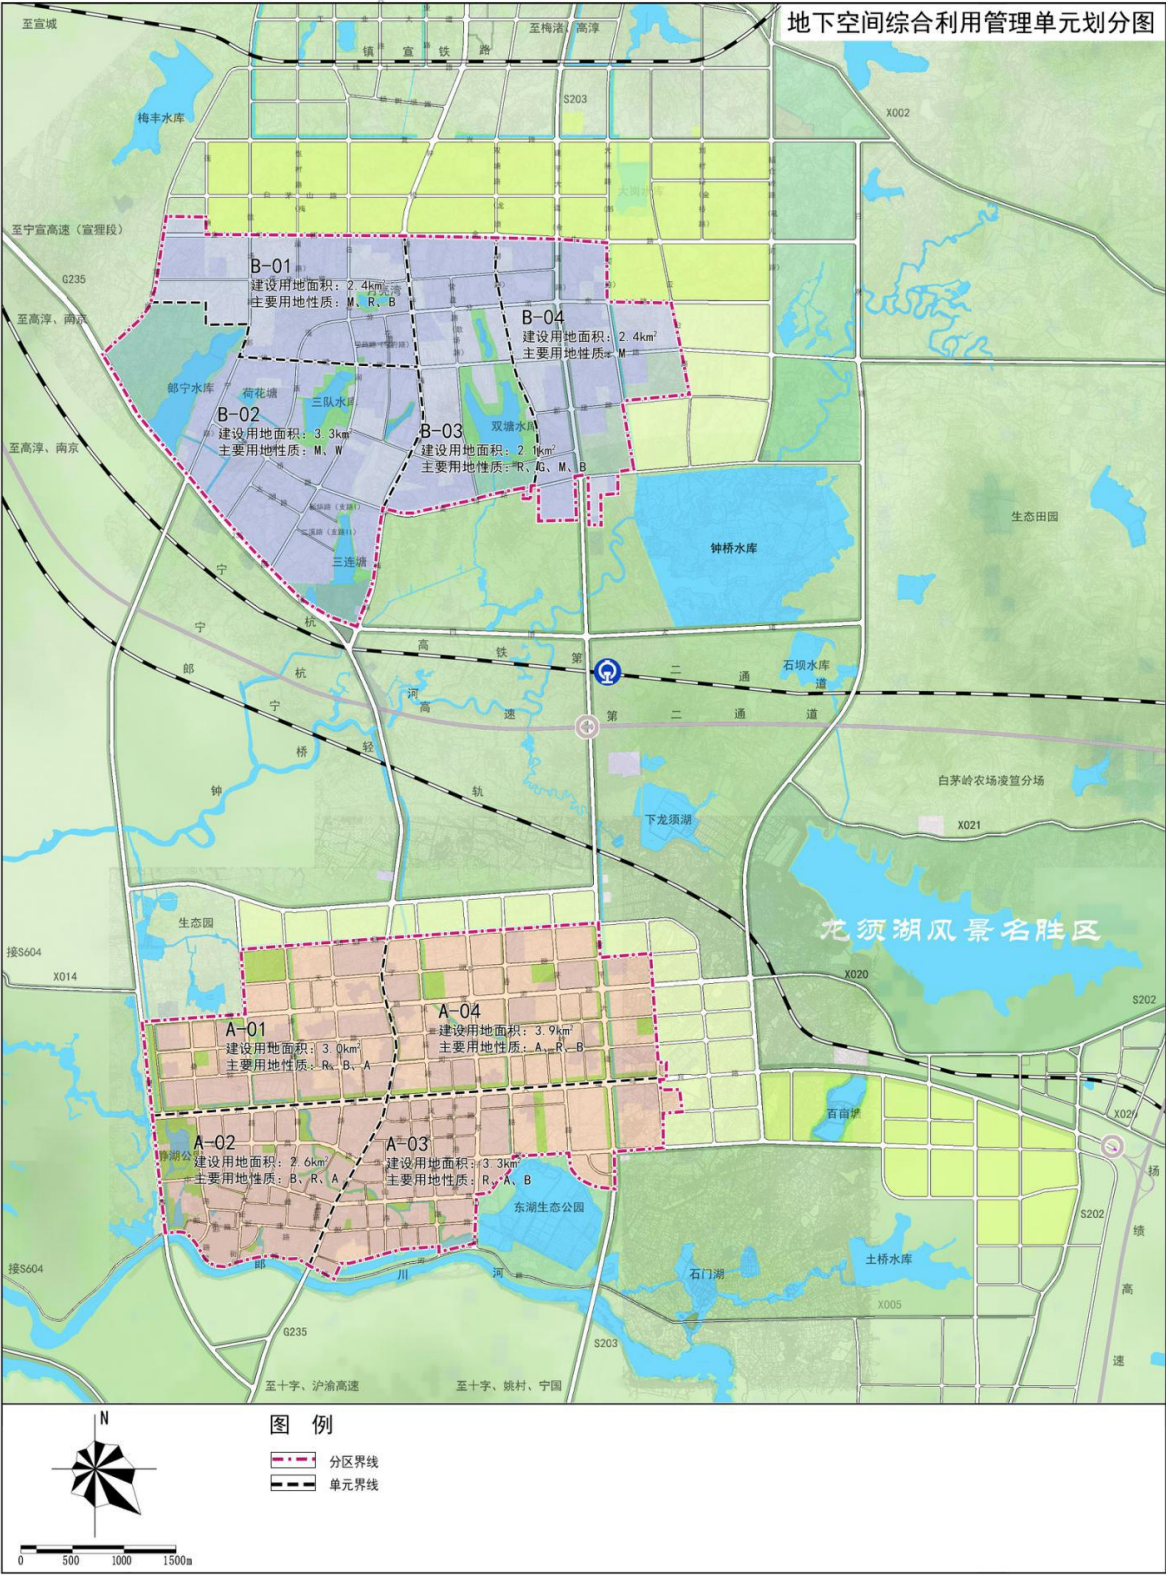 地下空间综合利用管理单元划分图
至宣城
至梅渚、高淳
工业大道
镇宣铁路
S203
X002
梅丰水库
白茅山路
至宁宣高速（宣狸段）
G235
至高淳、南京
B-01
建设用地面积: 2.4km²
主要用地性质: M、R、B
B-04
建设用地面积: 2.4km²
主要用地性质: M
郎宁水库
荷花塘
三队水库
双塘水库
B-02
建设用地面积: 3.3km²
主要用地性质: M、W
B-03
建设用地面积: 2.1km²
主要用地性质: R、G、M、B
至高淳、南京
三连塘
钟桥水库
生态田园
宁杭高铁第二通道
石坝水库
宁杭高速第二通道
郎宁轻轨
钟桥河
白茅岭农场凌笪分场
X021
下龙须湖
龙须湖风景名胜区
生态园
接S604
X014
X020
S202
A-01
建设用地面积: 3.0km²
主要用地性质: R、B、A
A-04
建设用地面积: 3.9km²
主要用地性质: A、R、B
百亩塘
X020
A-02
建设用地面积: 2.6km²
主要用地性质: B、R、A
A-03
建设用地面积: 3.3km²
主要用地性质: R、A、B
东湖生态公园
扬绩高速
S202
土桥水库
石门湖
X005
接S604
郎川河
G235
S203
至十字、沪渝高速
至十字、姚村、宁国
N
图 例
分区界线
单元界线
0 500 1000 1500m